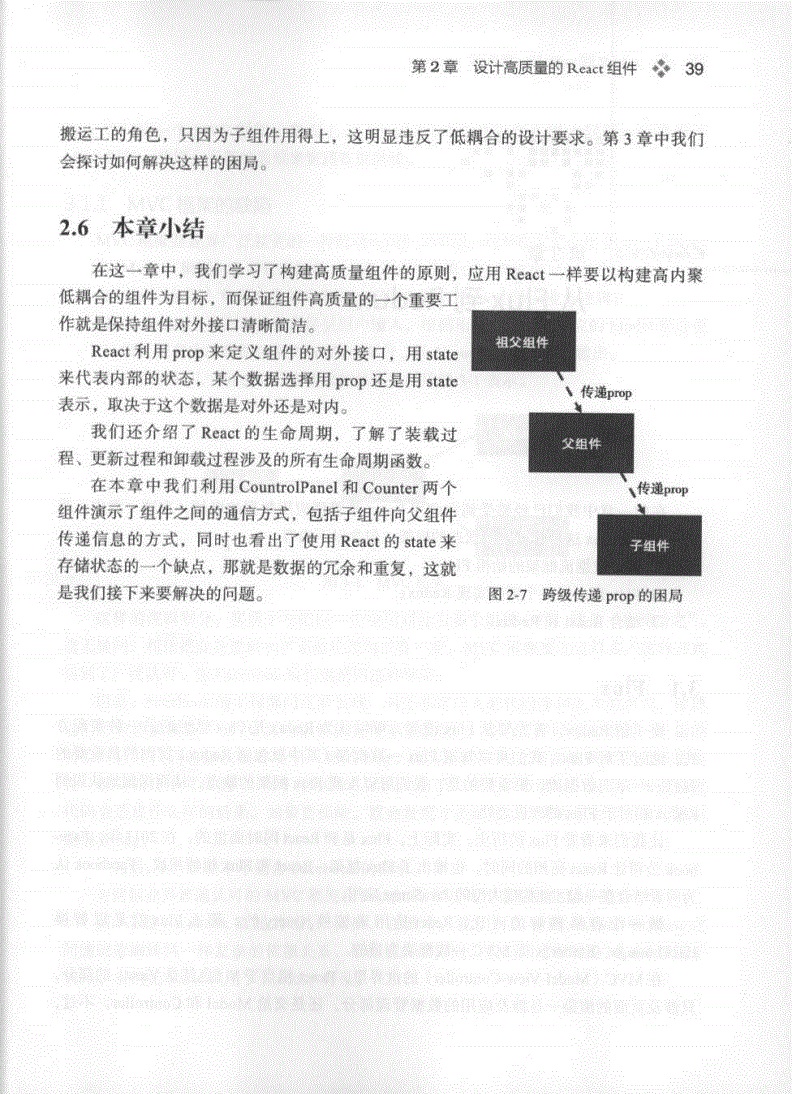 第2章 设计高质量的React组件 39
搬运工的角色，只因为子组件用得上，这明显违反了低耦合的设计要求。第3章中我们
会探讨如何解决这样的困局。
2.6 本章小结
在这一章中，我们学习了构建高质量组件的原则，应用 React 一样要以构建高内聚
低耦合的组件为目标，而保证组件高质量的一个重要工
作就是保持组件对外接口清晰简洁。
React 利用 prop 来定义组件的对外接口，用 state
来代表内部的状态，某个数据选择用 prop 还是用 state
表示，取决于这个数据是对外还是对内。
我们还介绍了 React 的生命周期，了解了装载过
程、更新过程和卸载过程涉及的所有生命周期函数。
在本章中我们利用 CountrolPanel 和 Counter 两个
组件演示了组件之间的通信方式，包括子组件向父组件
传递信息的方式，同时也看出了使用 React 的 state 来
存储状态的一个缺点，那就是数据的冗余和重复，这就
是我们接下来要解决的问题。
祖父组件
传递prop
父组件
传递prop
子组件
图 2-7 跨级传递 prop 的困局